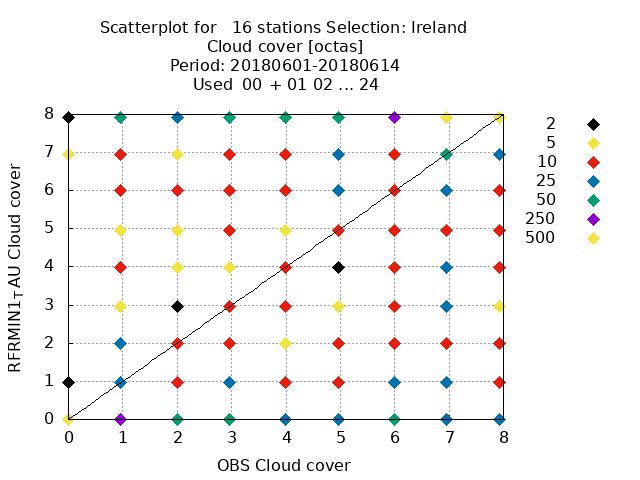 Scatterplot for 16 stations Selection: Ireland
Cloud cover [octas]
Period: 20180601-20180614
Used 00 + 01 02 ... 24
8
7
6
5
4
3
2
1
0
RFRMIN1TAU Cloud cover
0 1 2 3 4 5 6 7 8
OBS Cloud cover
2
5
10
25
50
250
500